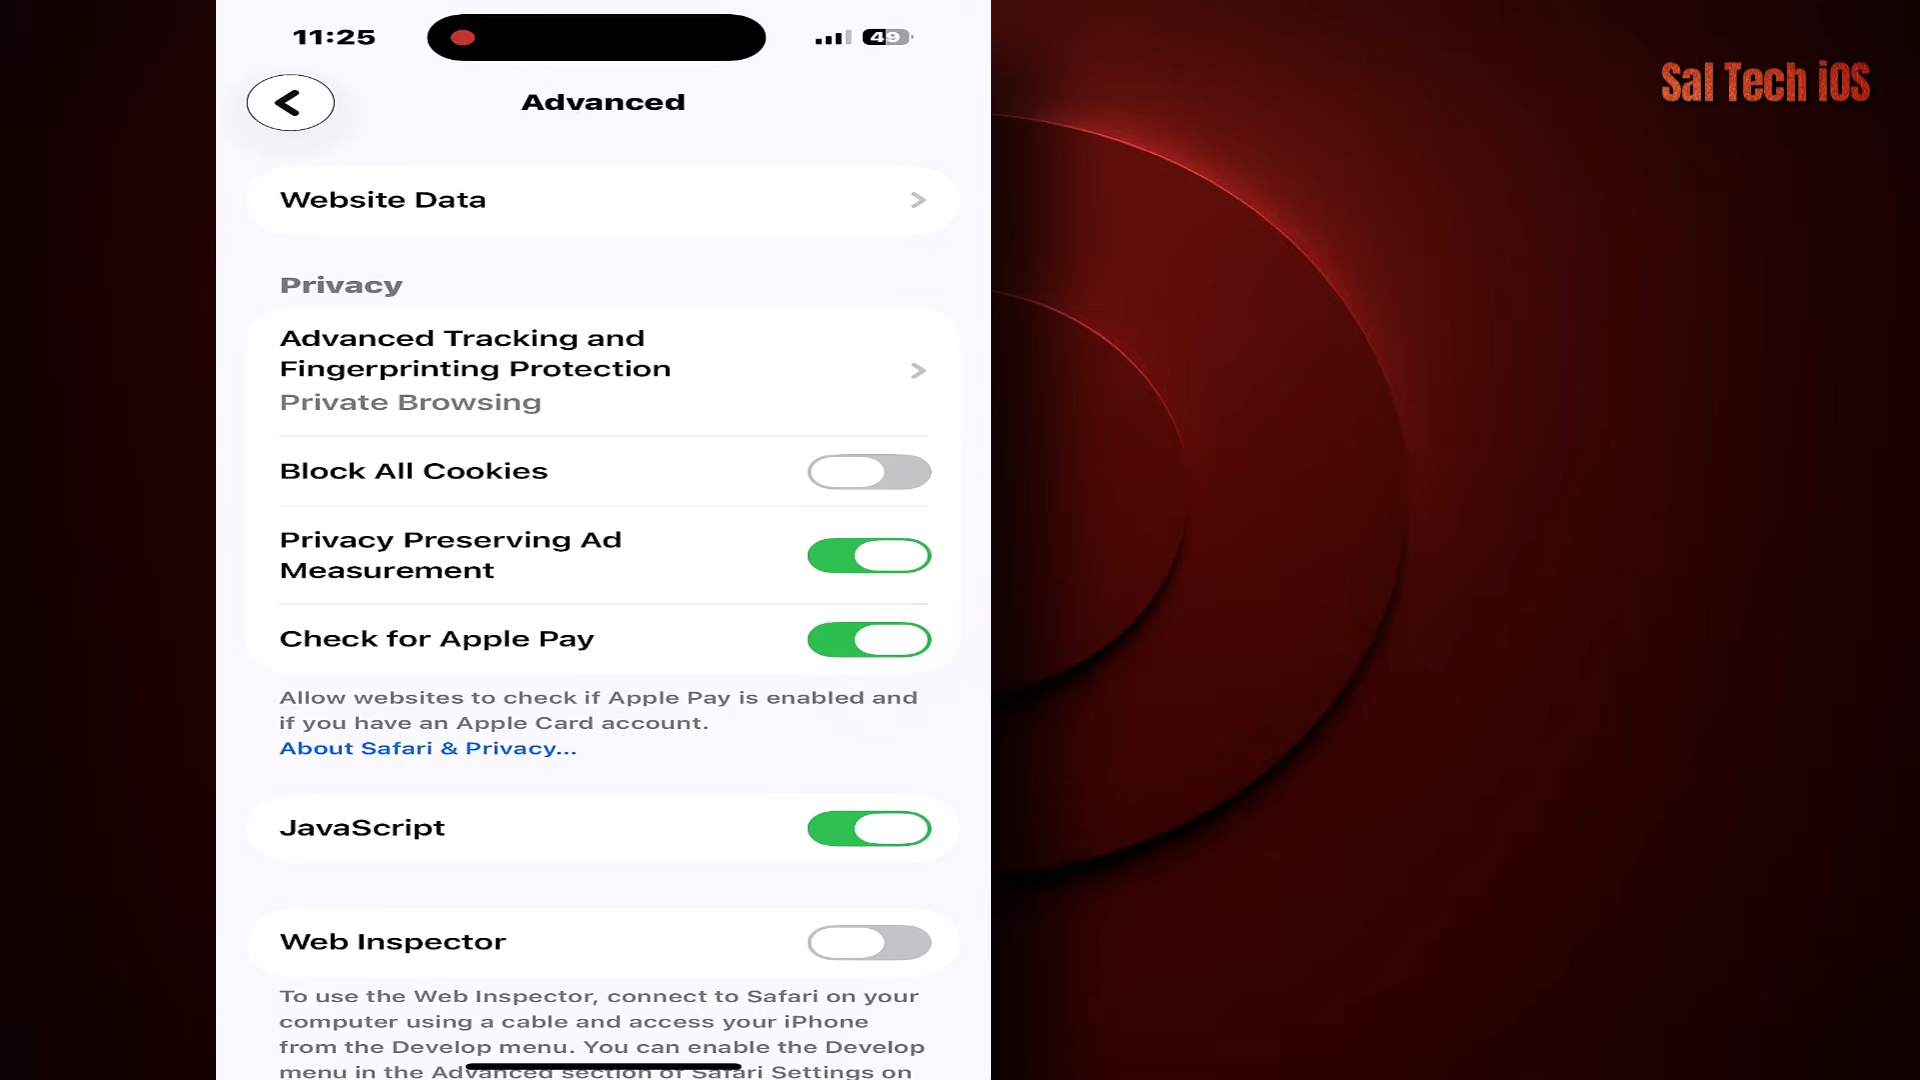 11:25
49
Sal Tech iOS
Advanced
Website Data
Privacy
Advanced Tracking and
Fingerprinting Protection
Private Browsing
Block All Cookies
Privacy Preserving Ad
Measurement
Check for Apple Pay
Allow websites to check if Apple Pay is enabled and
if you have an Apple Card account.
About Safari & Privacy...
JavaScript
Web Inspector
To use the Web Inspector, connect to Safari on your
computer using a cable and access your iPhone
from the Develop menu. You can enable the Develop
menu in the Advanced section of Safari Settings on